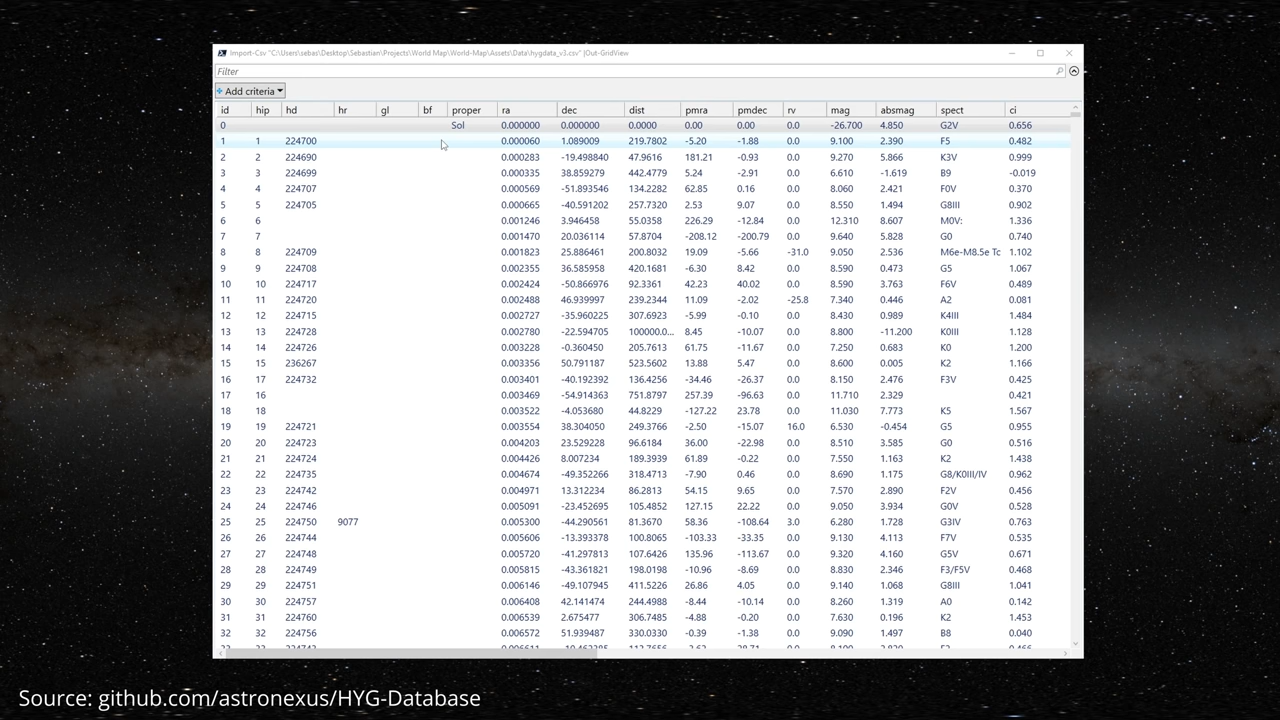 Import-Csv "C:\Users\sebas\Desktop\Sebastian\Projects\World Map\World-Map\Assets\Data\hygdata_v3.csv" |Out-GridView
Filter
Add criteria
id hip hd hr gl bf proper ra dec dist pmra pmdec rv mag absmag spect ci
0 Sol 0.000000 0.000000 0.0000 0.00 0.00 0.0 -26.700 4.850 G2V 0.656
1 1 224700 0.000060 1.089009 219.7802 -5.20 -1.88 0.0 9.100 2.390 F5 0.482
2 2 224690 0.000283 -19.498840 47.9616 181.21 -0.93 0.0 9.270 5.866 K3V 0.999
3 3 224699 0.000335 38.859279 442.4779 5.24 -2.91 0.0 6.610 -1.619 B9 -0.019
4 4 224707 0.000569 -51.893546 134.2282 62.85 0.16 0.0 8.060 2.421 F0V 0.370
5 5 224705 0.000665 -40.591202 257.7320 2.53 9.07 0.0 8.550 1.494 G8III 0.902
6 6 0.001246 3.946458 55.0358 226.29 -12.84 0.0 12.310 8.607 M0V: 1.336
7 7 0.001470 20.036114 57.8704 -208.12 -200.79 0.0 9.640 5.828 G0 0.740
8 8 224709 0.001823 25.886461 200.8032 19.09 -5.66 -31.0 9.050 2.536 M6e-M8.5e Tc 1.102
9 9 224708 0.002355 36.585958 420.1681 -6.30 8.42 0.0 8.590 0.473 G5 1.067
10 10 224717 0.002424 -50.866976 92.3361 42.23 40.02 0.0 8.590 3.763 F6V 0.489
11 11 224720 0.002488 46.939997 239.2344 11.09 -2.02 -25.8 7.340 0.446 A2 0.081
12 12 224715 0.002727 -35.960225 307.6923 -5.99 -0.10 0.0 8.430 0.989 K4III 1.484
13 13 224728 0.002780 -22.594705 100000.0... 8.45 -10.07 0.0 8.800 -11.200 K0III 1.128
14 14 224726 0.003228 -0.360450 205.7613 61.75 -11.67 0.0 7.250 0.683 K0 1.200
15 15 236267 0.003356 50.791187 523.5602 13.88 5.47 0.0 8.600 0.005 K2 1.166
16 17 224732 0.003401 -40.192392 136.4256 -34.46 -26.37 0.0 8.150 2.476 F3V 0.425
17 16 0.003469 -54.914363 751.8797 257.39 -96.63 0.0 11.710 2.329 0.421
18 18 0.003522 -4.053680 44.8229 -127.22 23.78 0.0 11.030 7.773 K5 1.567
19 19 224721 0.003554 38.304050 249.3766 -2.50 -15.07 16.0 6.530 -0.454 G5 0.955
20 20 224723 0.004203 23.529228 96.6184 36.00 -22.98 0.0 8.510 3.585 G0 0.516
21 21 224724 0.004426 8.007234 189.3939 61.89 -0.22 0.0 7.550 1.163 K2 1.438
22 22 224735 0.004674 -49.352266 318.4713 -7.90 0.46 0.0 8.690 1.175 G8/K0III/IV 0.962
23 23 224742 0.004971 13.312234 86.2813 54.15 9.65 0.0 7.570 2.890 F2V 0.456
24 24 224746 0.005091 -23.452695 105.4852 127.15 22.22 0.0 9.050 3.934 G0V 0.528
25 25 224750 9077 0.005300 -44.290561 81.3670 58.36 -108.64 3.0 6.280 1.728 G3IV 0.763
26 26 224744 0.005606 -13.393378 100.8065 -103.33 -33.35 0.0 9.130 4.113 F7V 0.535
27 27 224748 0.005720 -41.297813 107.6426 135.96 -113.67 0.0 9.320 4.160 G5V 0.671
28 28 224749 0.005815 -43.361821 198.0198 -10.96 -8.69 0.0 8.830 2.346 F3/F5V 0.468
29 29 224751 0.006146 -49.107945 411.5226 26.86 4.05 0.0 9.140 1.068 G8III 1.041
30 30 224757 0.006408 42.141474 244.4988 -8.44 -10.14 0.0 8.260 1.319 A0 0.142
31 31 224760 0.006539 2.675477 306.7485 -4.88 -0.20 0.0 7.630 0.196 K2 1.453
32 32 224756 0.006572 51.939487 330.0330 -0.39 -1.38 0.0 9.090 1.497 B8 0.040
Source: github.com/astronexus/HYG-Database